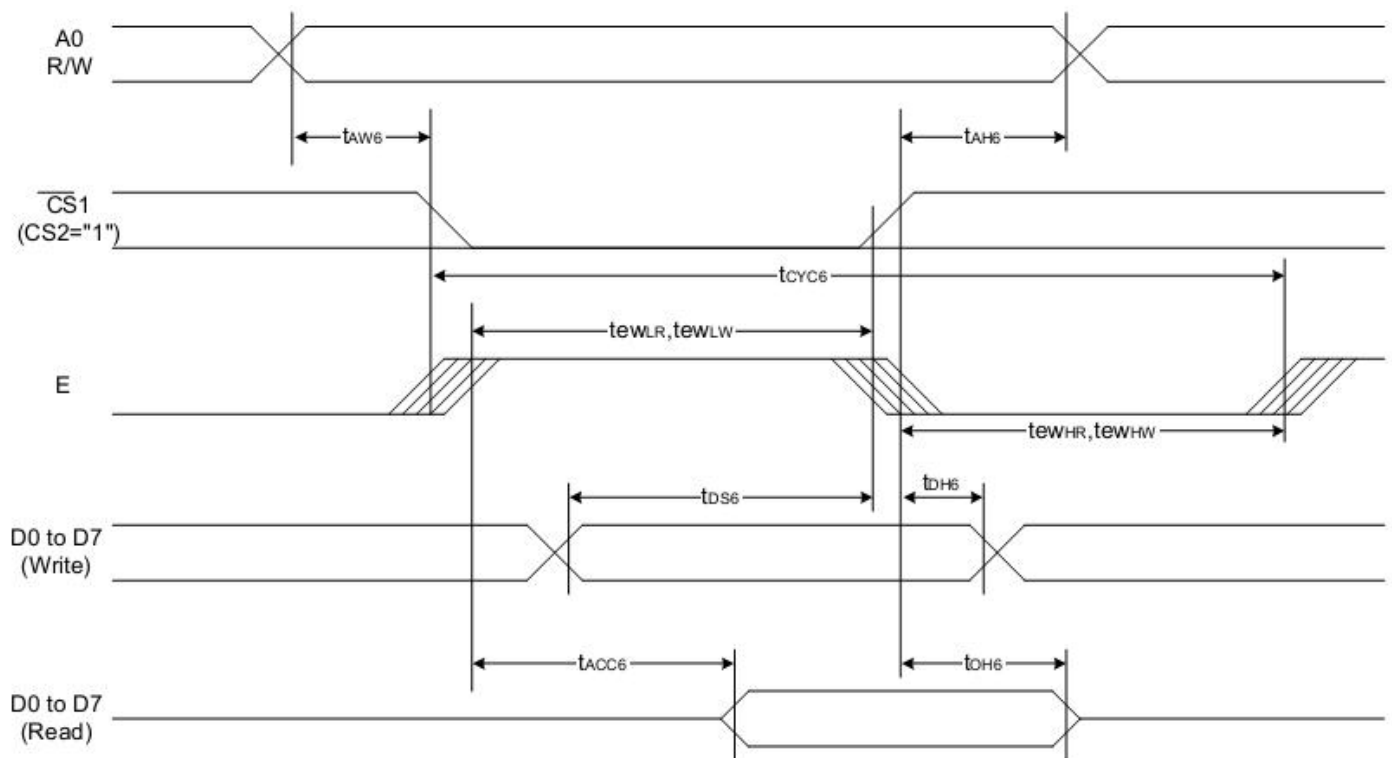 A0
R/W
tAW6
tAH6
CS1
(CS2="1")
tCYC6
tewLR,tewLW
E
tewHR,tewHW
tDS6
tDH6
D0 to D7
(Write)
tACC6
tOH6
D0 to D7
(Read)